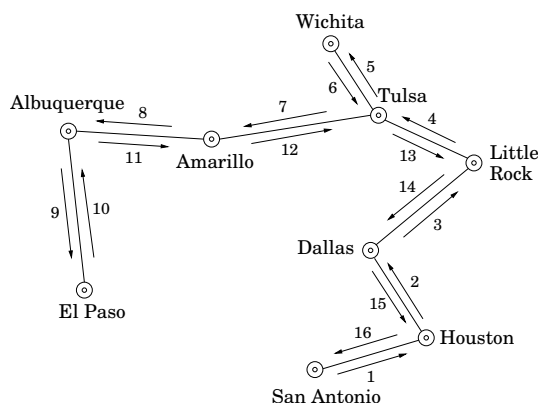 Wichita
5
6
Tulsa
Albuquerque
8
7
4
11
Amarillo
12
13
Little
Rock
14
9
10
3
Dallas
2
El Paso
15
16
Houston
1
San Antonio